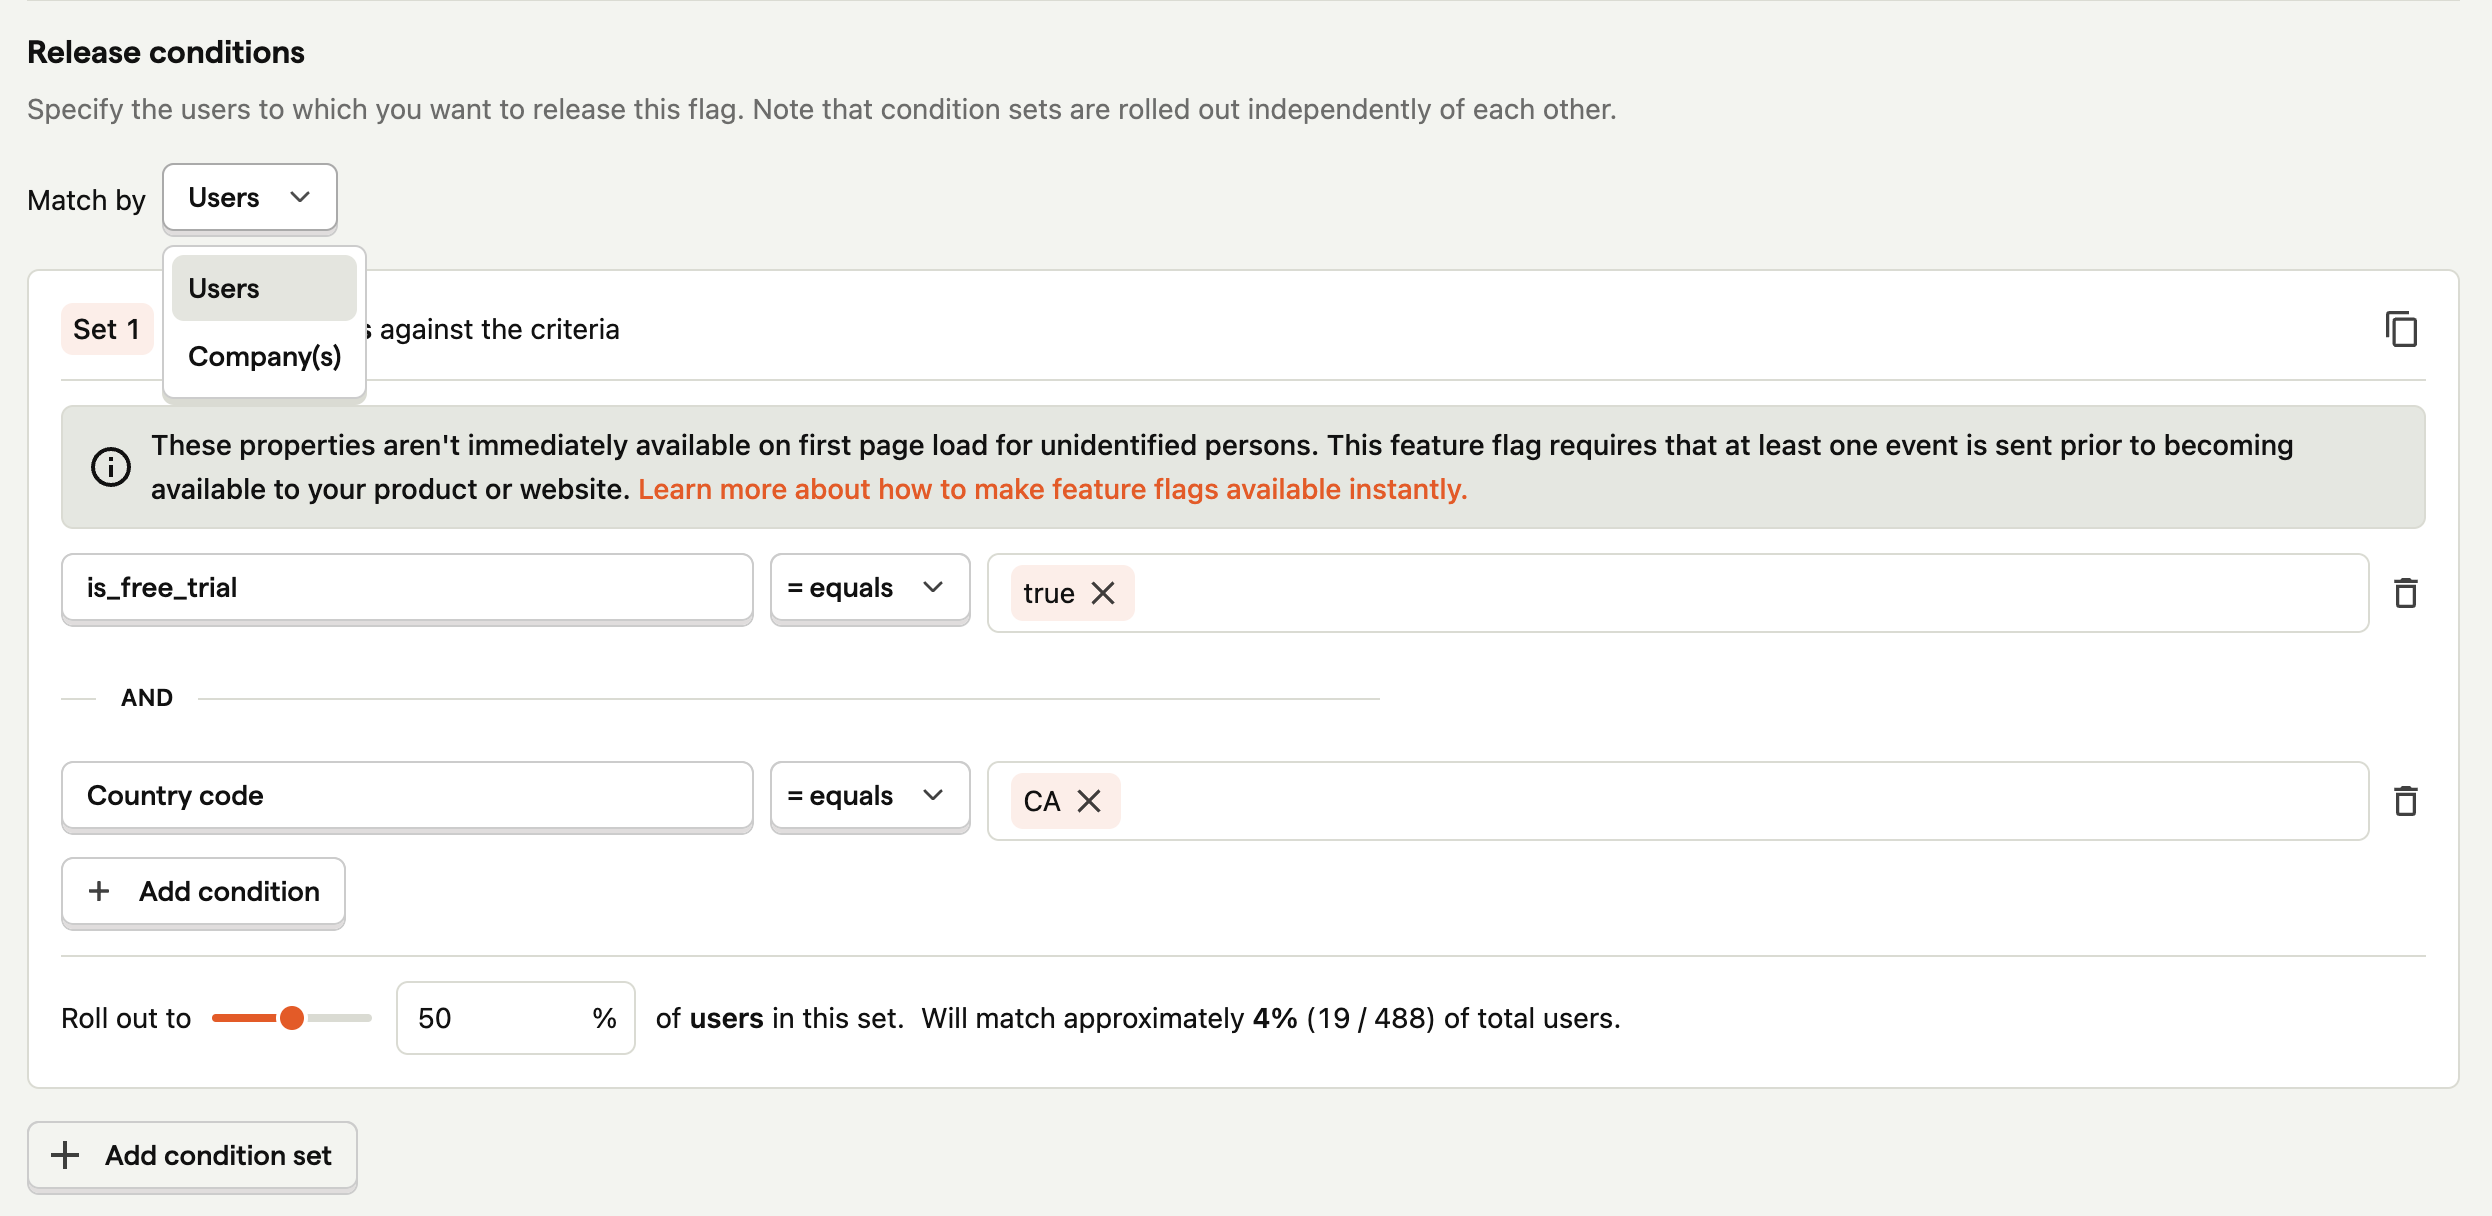 Release conditions
Specify the users to which you want to release this flag. Note that condition sets are rolled out independently of each other.
Match by Users
Users
Company(s)
Set 1 against the criteria
These properties aren't immediately available on first page load for unidentified persons. This feature flag requires that at least one event is sent prior to becoming
available to your product or website. Learn more about how to make feature flags available instantly.
is_free_trial = equals true
AND
Country code = equals CA
+ Add condition
Roll out to 50 % of users in this set. Will match approximately 4% (19 / 488) of total users.
+ Add condition set